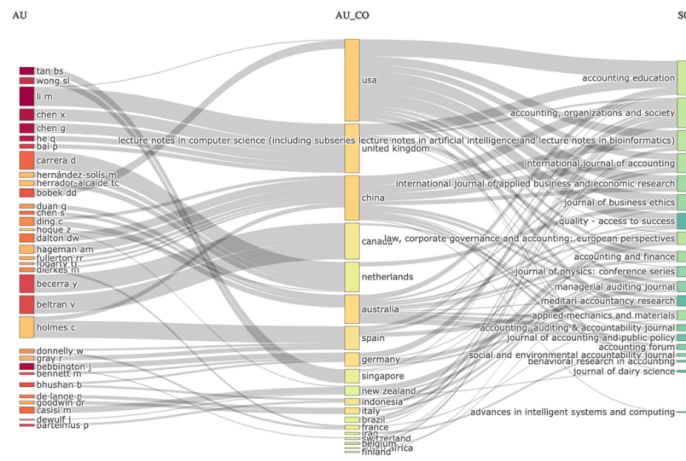 AU
AU_CO
SO
tan bs
wong sl
li m
chen x
chen g
he q
bai p
carrera d
hernández-solís m
herrador-alcaide tc
bobek dd
duan q
chen s
ding c
hoque z
dalton dw
hageman am
fullerton rr
fogarty tj
dierkes m
becerra y
beltran v
holmes c
donnelly w
gray r
bebbington j
bennett m
bhushan b
de lange p
goodwin dr
casisi m
dewulf j
bartelmus p
usa
united kingdom
china
canada
netherlands
australia
spain
germany
singapore
new zealand
indonesia
italy
brazil
france
iran
switzerland
belgium
south africa
finland
accounting education
accounting, organizations and society
lecture notes in computer science (including subseries lecture notes in artificial intelligence and lecture notes in bioinformatics)
international journal of accounting
international journal of applied business and economic research
journal of business ethics
quality - access to success
law, corporate governance and accounting: european perspectives
accounting and finance
journal of physics: conference series
managerial auditing journal
meditari accountancy research
applied mechanics and materials
accounting, auditing & accountability journal
journal of accounting and public policy
accounting forum
social and environmental accountability journal
behavioral research in accounting
journal of dairy science
advances in intelligent systems and computing